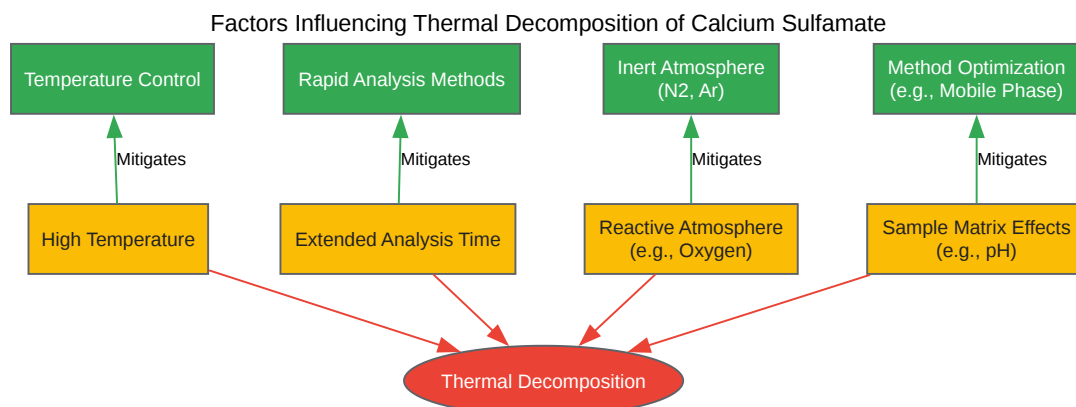 Factors Influencing Thermal Decomposition of Calcium Sulfamate
Temperature Control
Rapid Analysis Methods
Inert Atmosphere
(N2, Ar)
Method Optimization
(e.g., Mobile Phase)
Mitigates
Mitigates
Mitigates
Mitigates
High Temperature
Extended Analysis Time
Reactive Atmosphere
(e.g., Oxygen)
Sample Matrix Effects
(e.g., pH)
Thermal Decomposition